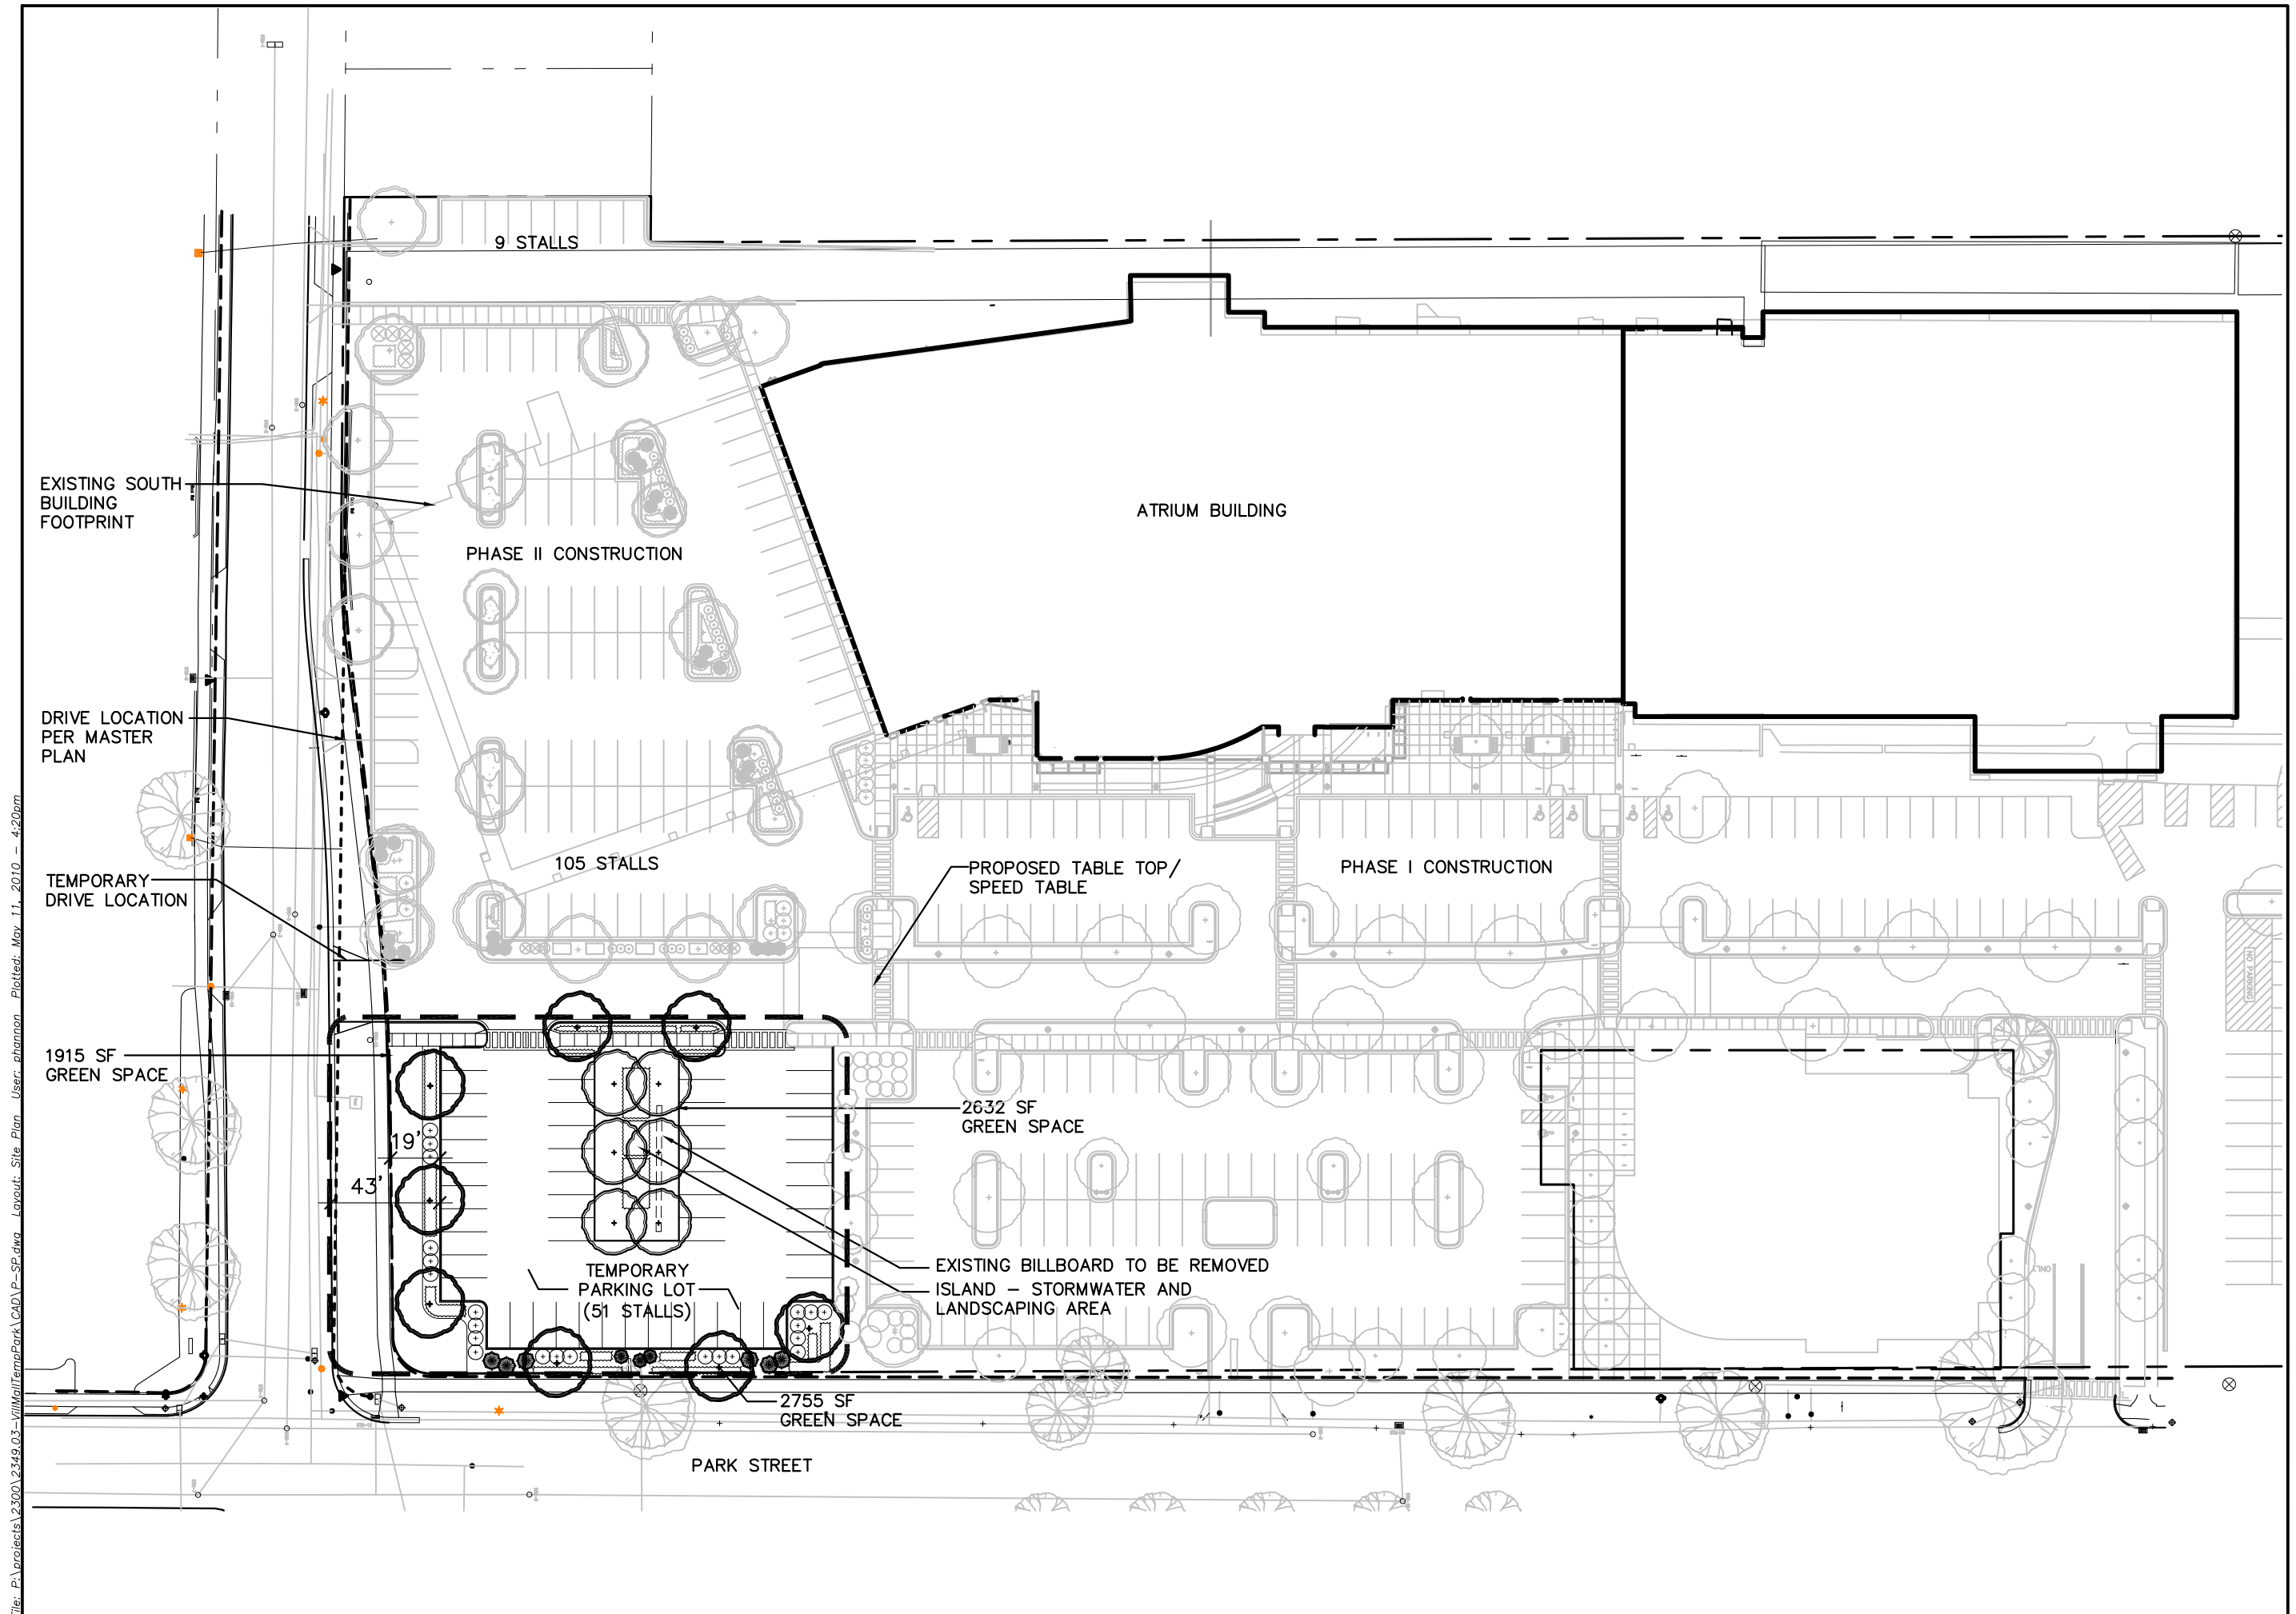 9 STALLS
EXISTING SOUTH
BUILDING
FOOTPRINT
ATRIUM BUILDING
PHASE II CONSTRUCTION
DRIVE LOCATION
PER MASTER
PLAN
105 STALLS
PROPOSED TABLE TOP/
SPEED TABLE
PHASE I CONSTRUCTION
TEMPORARY
DRIVE LOCATION
NO PARKING
1915 SF
GREEN SPACE
2632 SF
GREEN SPACE
19'
43'
EXISTING BILLBOARD TO BE REMOVED
ISLAND – STORMWATER AND
LANDSCAPING AREA
TEMPORARY
PARKING LOT
(51 STALLS)
ONLY
2755 SF
GREEN SPACE
PARK STREET
File: P:\projects\2300\2349.03-VillMallTempPark\CAD\P-SP.dwg Layout: Site Plan User: phannon Plotted: May 11, 2010 - 4:20pm